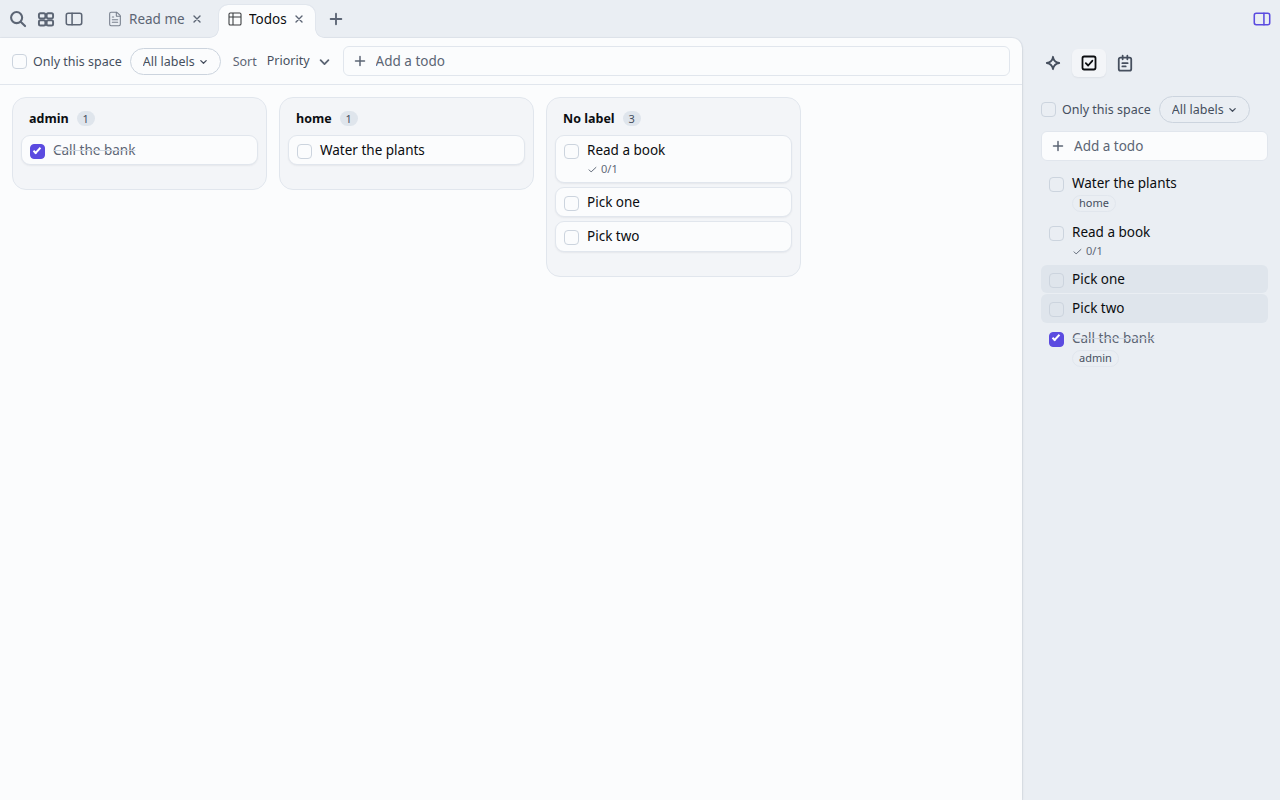 Read me
Todos
Only this space
All labels
Sort
Priority
Add a todo
admin 1
Call the bank
home 1
Water the plants
No label 3
Read a book
0/1
Pick one
Pick two
Only this space
All labels
Add a todo
Water the plants
home
Read a book
0/1
Pick one
Pick two
Call the bank
admin